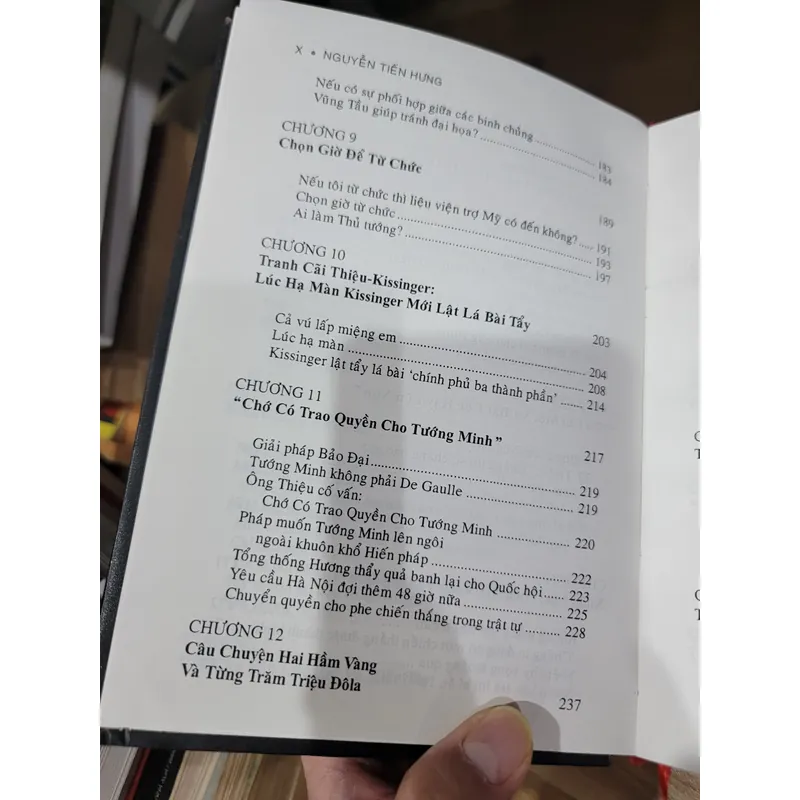 X • NGUYỄN TIẾN HƯNG
Nếu có sự phối hợp giữa các binh chủng ........ 183
Vũng Tầu giúp tránh đại họa? ........ 184
CHƯƠNG 9
Chọn Giờ Để Từ Chức 189
Nếu tôi từ chức thì liệu viện trợ Mỹ có đến không? .... 191
Chọn giờ từ chức ........ 193
Ai làm Thủ tướng? ........ 197
CHƯƠNG 10
Tranh Cãi Thiệu-Kissinger:
Lúc Hạ Màn Kissinger Mới Lật Lá Bài Tẩy 203
Cả vú lấp miệng em ........ 204
Lúc hạ màn ........ 208
Kissinger lật tẩy lá bài ‘chính phủ ba thành phần’ ...... 214
CHƯƠNG 11
“Chớ Có Trao Quyền Cho Tướng Minh” 217
Giải pháp Bảo Đại ........ 219
Tướng Minh không phải De Gaulle ........ 219
Ông Thiệu cố vấn:
Chớ Có Trao Quyền Cho Tướng Minh ........ 220
Pháp muốn Tướng Minh lên ngôi
ngoài khuôn khổ Hiến pháp ........ 222
Tổng thống Hương thẩy quả banh lại cho Quốc hội ..... 223
Yêu cầu Hà Nội đợi thêm 48 giờ nữa ........ 225
Chuyển quyền cho phe chiến thắng trong trật tự ...... 228
CHƯƠNG 12
Câu Chuyện Hai Hầm Vàng
Và Từng Trăm Triệu Đôla 237
C
T
C
T